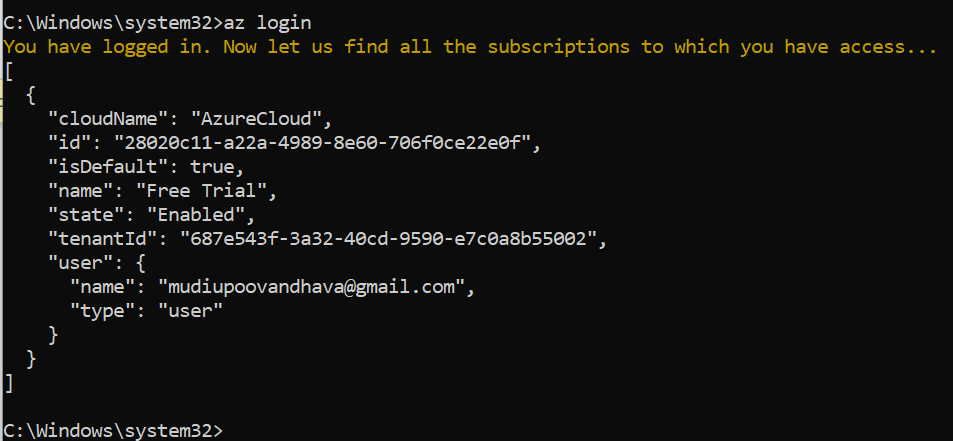 C:\Windows\system32>az login
You have logged in. Now let us find all the subscriptions to which you have access...
[
  {
    "cloudName": "AzureCloud",
    "id": "28020c11-a22a-4989-8e60-706f0ce22e0f",
    "isDefault": true,
    "name": "Free Trial",
    "state": "Enabled",
    "tenantId": "687e543f-3a32-40cd-9590-e7c0a8b55002",
    "user": {
      "name": "mudiupoovandhava@gmail.com",
      "type": "user"
    }
  }
]
C:\Windows\system32>